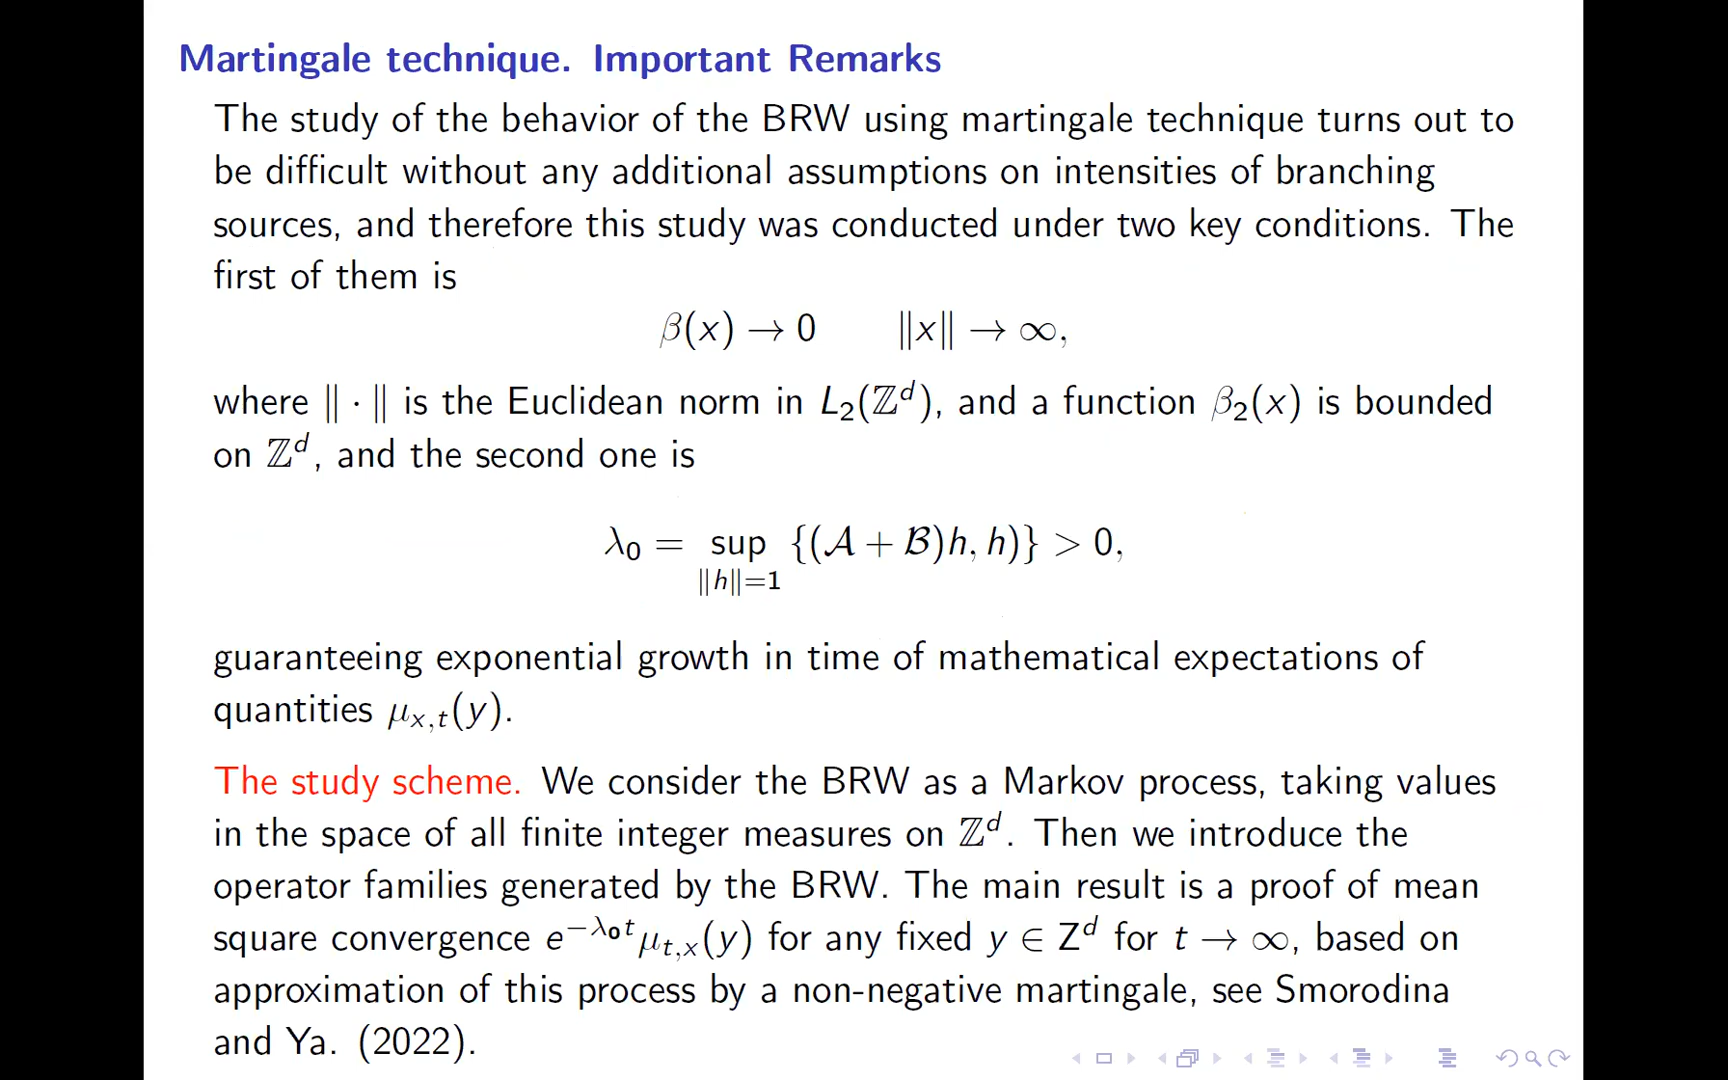 Martingale technique. Important Remarks
The study of the behavior of the BRW using martingale technique turns out to
be difficult without any additional assumptions on intensities of branching
sources, and therefore this study was conducted under two key conditions. The
first of them is
β(x) → 0 ‖x‖ → ∞,
where ‖ · ‖ is the Euclidean norm in L₂(ℤᵈ), and a function β₂(x) is bounded
on ℤᵈ, and the second one is
λ₀ = sup_{‖h‖=1} {(𝒜 + ℬ)h, h)} > 0,
guaranteeing exponential growth in time of mathematical expectations of
quantities μ_{x,t}(y).
The study scheme. We consider the BRW as a Markov process, taking values
in the space of all finite integer measures on ℤᵈ. Then we introduce the
operator families generated by the BRW. The main result is a proof of mean
square convergence e^{−λ₀t}μ_{t,x}(y) for any fixed y ∈ Zᵈ for t → ∞, based on
approximation of this process by a non-negative martingale, see Smorodina
and Ya. (2022).